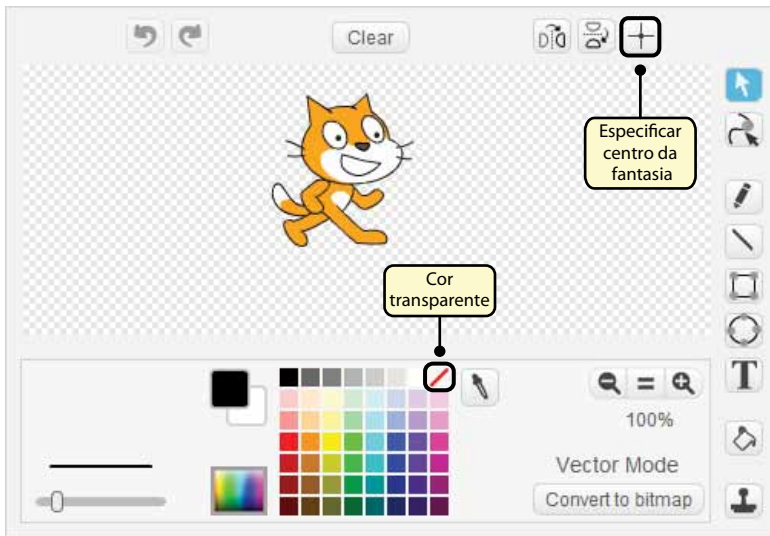 Clear
Especificar
centro da
fantasia
Cor
transparente
T
100%
Vector Mode
Convert to bitmap